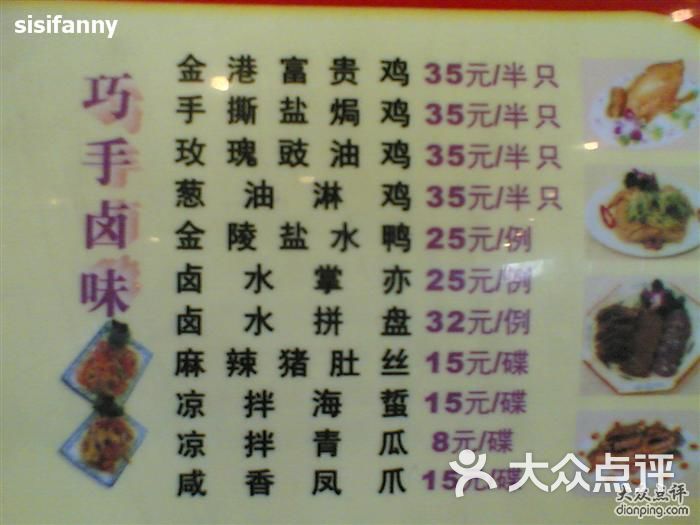 sisifanny
巧手卤味
金港富贵鸡 35元/半只
手撕盐焗鸡 35元/半只
玫瑰豉油鸡 35元/半只
葱油淋鸡 35元/半只
金陵盐水鸭 25元/例
卤水掌亦 25元/例
卤水拼盘 32元/例
麻辣猪肚丝 15元/碟
凉拌海蜇 15元/碟
凉拌青瓜 8元/碟
咸香凤爪 15元/碟
大众点评
大众点评
dianping.com